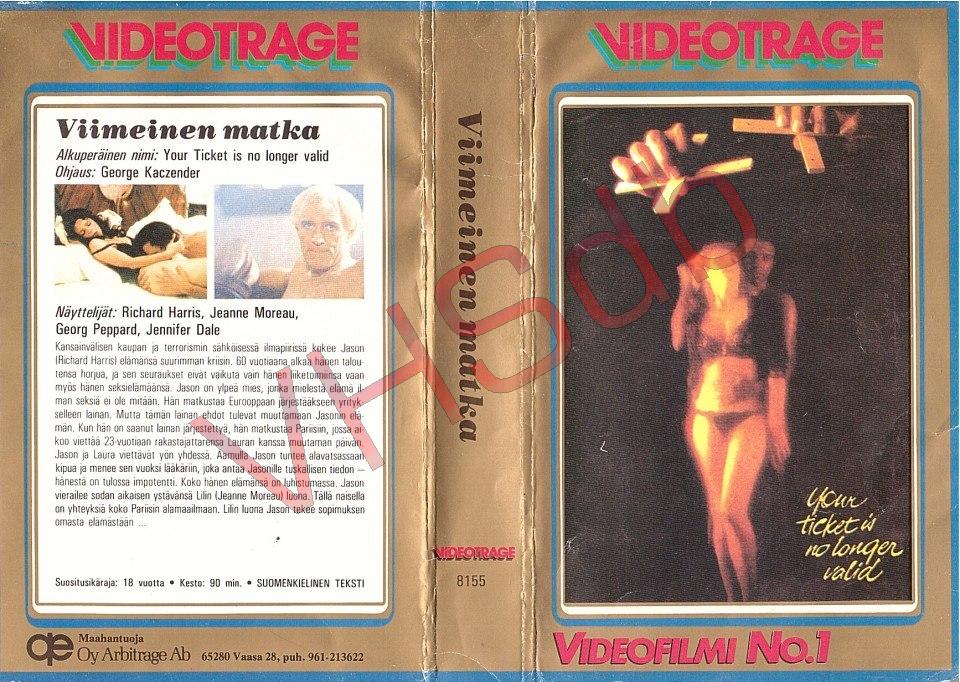 VIDEOTRAGE
Viimeinen matka
Alkuperäinen nimi: Your Ticket is no longer valid
Ohjaus: George Kaczender
Näyttelijät: Richard Harris, Jeanne Moreau,
Georg Peppard, Jennifer Dale
Kansainvälisen kaupan ja terrorismin sähköisessä ilmapiirissä kokee Jason
(Richard Harris) elämänsä suurimman kriisin. 60 vuotiaana alkaa hänen talou-
tensa horjua, ja sen seuraukset eivät vaikuta vain hänen liiketoimiinsa vaan
myös hänen seksielämäänsä. Jason on ylpeä mies, jonka mielestä elämä il-
man seksiä ei ole mitään. Hän matkustaa Eurooppaan järjestääkseen yrityk-
selleen lainan. Mutta tämän lainan ehdot tulevat muuttamaan Jasonin elä-
män. Kun hän on saanut lainan järjestettyä, hän matkustaa Pariisiin, jossa ai-
koo viettää 23-vuotiaan rakastajattarensa Lauran kanssa muutaman päivän.
Jason ja Laura viettävät yön yhdessä. Aamulla Jason tuntee alavatsassaan
kipua ja menee sen vuoksi lääkäriin, joka antaa Jasonille tuskallisen tiedon —
hänestä on tulossa impotentti. Koko hänen elämänsä on luhistumassa. Jason
vierailee sodan aikaisen ystävänsä Lilin (Jeanne Moreau) luona. Tällä naisella
on yhteyksiä koko Pariisin alamaailmaan. Lilin luona Jason tekee sopimuksen
omasta elämästään ...
Suositusikäraja: 18 vuotta • Kesto: 90 min. • SUOMENKIELINEN TEKSTI
ae Maahantuoja
Oy Arbitrage Ab 65280 Vaasa 28, puh. 961-213622
Viimeinen matka
VIDEOTRAGE
8155
VIDEOTRAGE
Your
ticket is
no longer
valid
VIDEOFILMI No.1
VHSdb